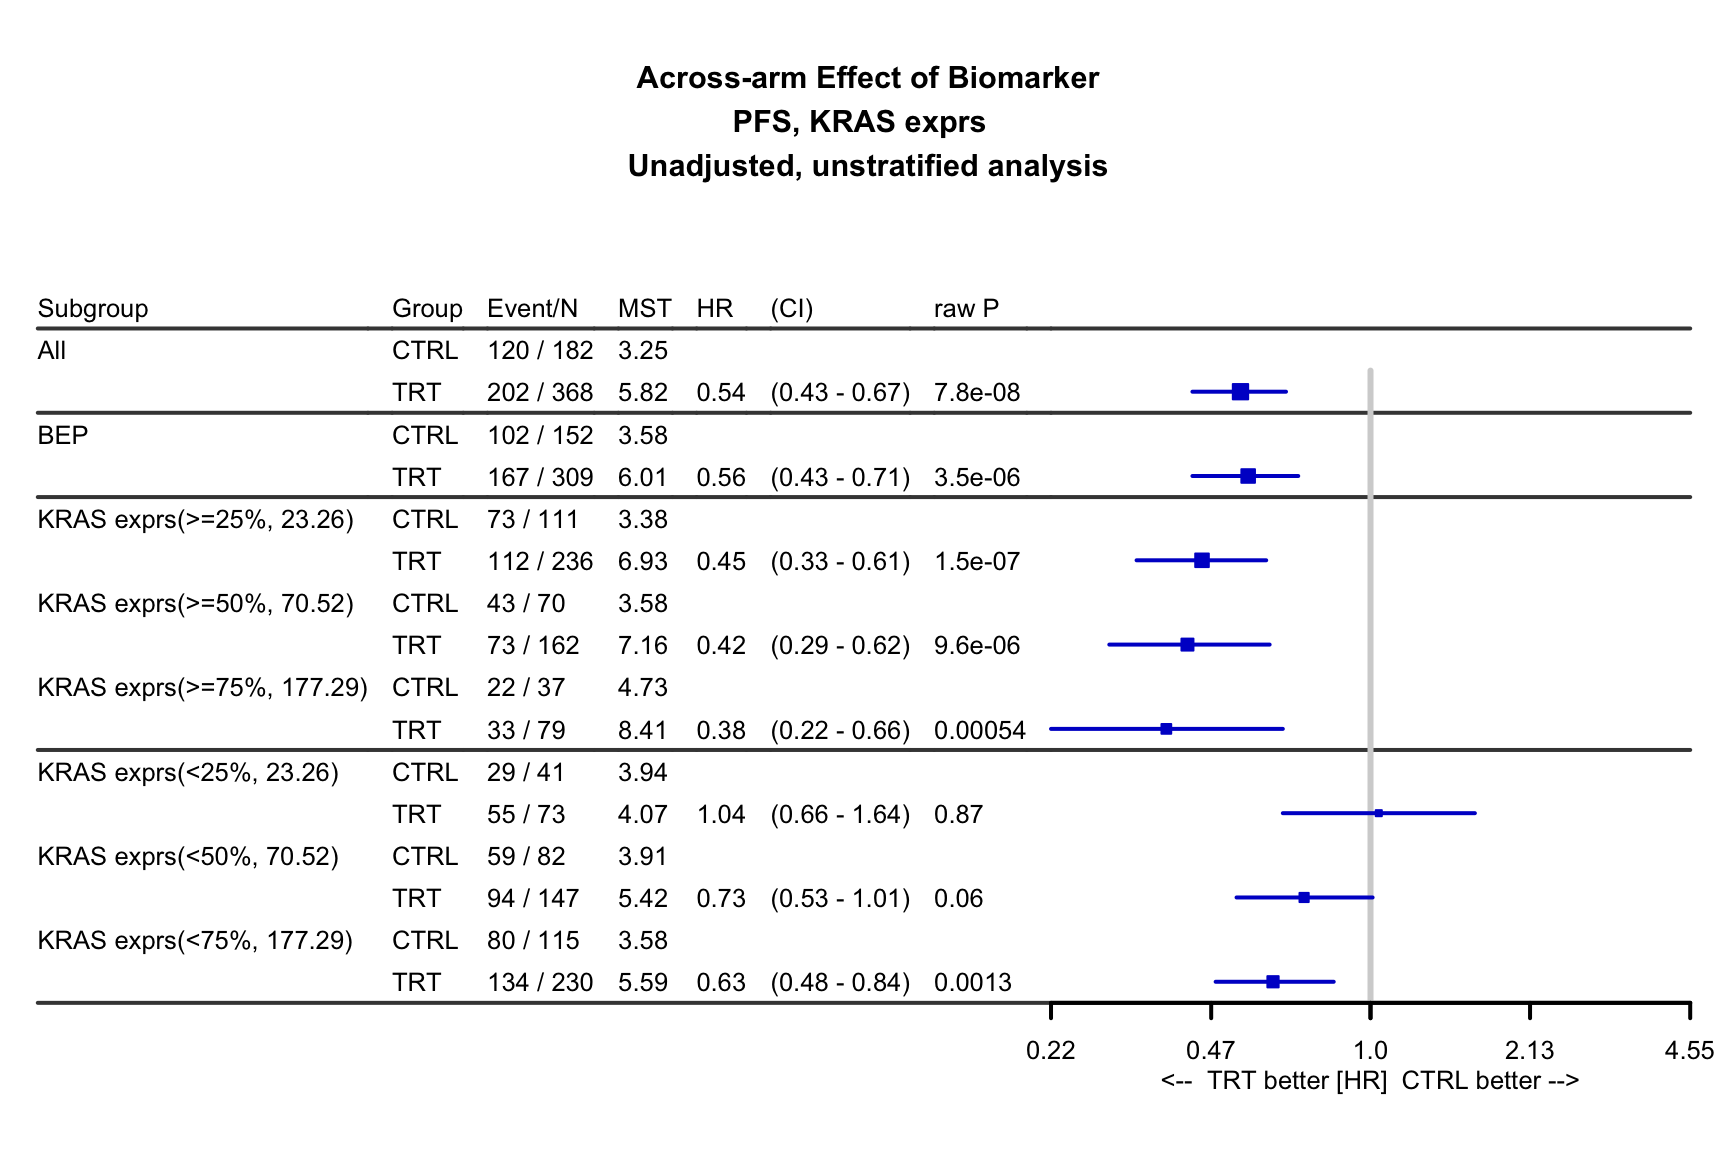 Across-arm Effect of Biomarker
PFS, KRAS exprs
Unadjusted, unstratified analysis
Subgroup Group Event/N MST HR (CI) raw P
All CTRL 120 / 182 3.25
TRT 202 / 368 5.82 0.54 (0.43 - 0.67) 7.8e-08
BEP CTRL 102 / 152 3.58
TRT 167 / 309 6.01 0.56 (0.43 - 0.71) 3.5e-06
KRAS exprs(>=25%, 23.26) CTRL 73 / 111 3.38
TRT 112 / 236 6.93 0.45 (0.33 - 0.61) 1.5e-07
KRAS exprs(>=50%, 70.52) CTRL 43 / 70 3.58
TRT 73 / 162 7.16 0.42 (0.29 - 0.62) 9.6e-06
KRAS exprs(>=75%, 177.29) CTRL 22 / 37 4.73
TRT 33 / 79 8.41 0.38 (0.22 - 0.66) 0.00054
KRAS exprs(<25%, 23.26) CTRL 29 / 41 3.94
TRT 55 / 73 4.07 1.04 (0.66 - 1.64) 0.87
KRAS exprs(<50%, 70.52) CTRL 59 / 82 3.91
TRT 94 / 147 5.42 0.73 (0.53 - 1.01) 0.06
KRAS exprs(<75%, 177.29) CTRL 80 / 115 3.58
TRT 134 / 230 5.59 0.63 (0.48 - 0.84) 0.0013
0.22 0.47 1.0 2.13 4.55
<-- TRT better [HR] CTRL better -->